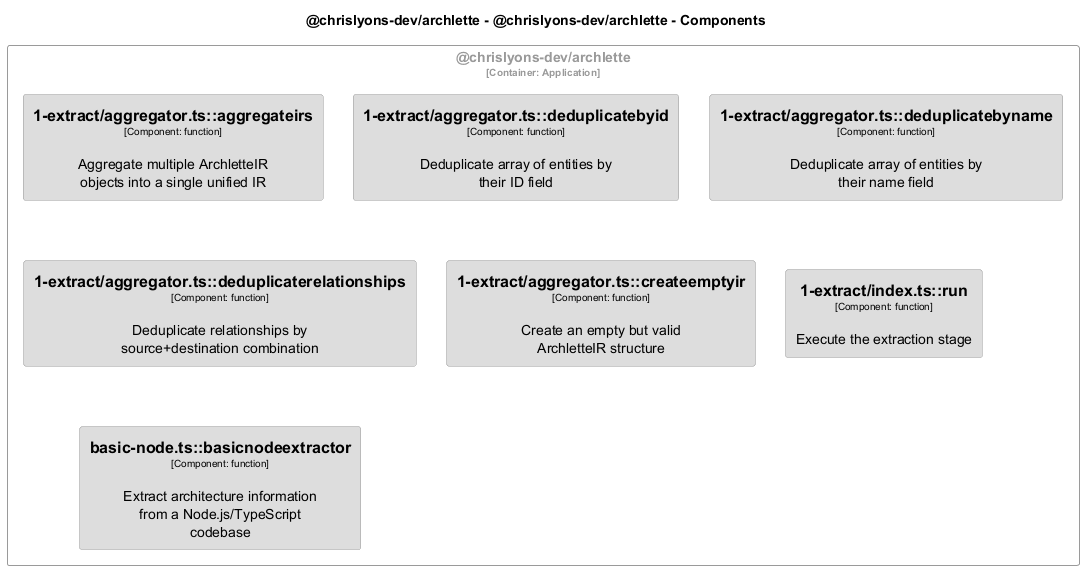 @chrislyons-dev/archlette - @chrislyons-dev/archlette - Components
@chrislyons-dev/archlette
[Container: Application]
1-extract/aggregator.ts::aggregateirs
[Component: function]
Aggregate multiple ArchletteIR
objects into a single unified IR
1-extract/aggregator.ts::deduplicatebyid
[Component: function]
Deduplicate array of entities by
their ID field
1-extract/aggregator.ts::deduplicatebyname
[Component: function]
Deduplicate array of entities by
their name field
1-extract/aggregator.ts::deduplicaterelationships
[Component: function]
Deduplicate relationships by
source+destination combination
1-extract/aggregator.ts::createemptyir
[Component: function]
Create an empty but valid
ArchletteIR structure
1-extract/index.ts::run
[Component: function]
Execute the extraction stage
basic-node.ts::basicnodeextractor
[Component: function]
Extract architecture information
from a Node.js/TypeScript
codebase